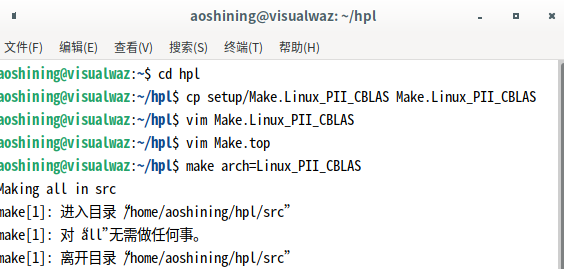 aoshining@visualwaz: ~/hpl
文件(F) 编辑(E) 查看(V) 搜索(S) 终端(T) 帮助(H)
aoshining@visualwaz:~$ cd hpl
aoshining@visualwaz:~/hpl$ cp setup/Make.Linux_PII_CBLAS Make.Linux_PII_CBLAS
aoshining@visualwaz:~/hpl$ vim Make.Linux_PII_CBLAS
aoshining@visualwaz:~/hpl$ vim Make.top
aoshining@visualwaz:~/hpl$ make arch=Linux_PII_CBLAS
Making all in src
make[1]: 进入目录“/home/aoshining/hpl/src”
make[1]: 对“all”无需做任何事。
make[1]: 离开目录“/home/aoshining/hpl/src”